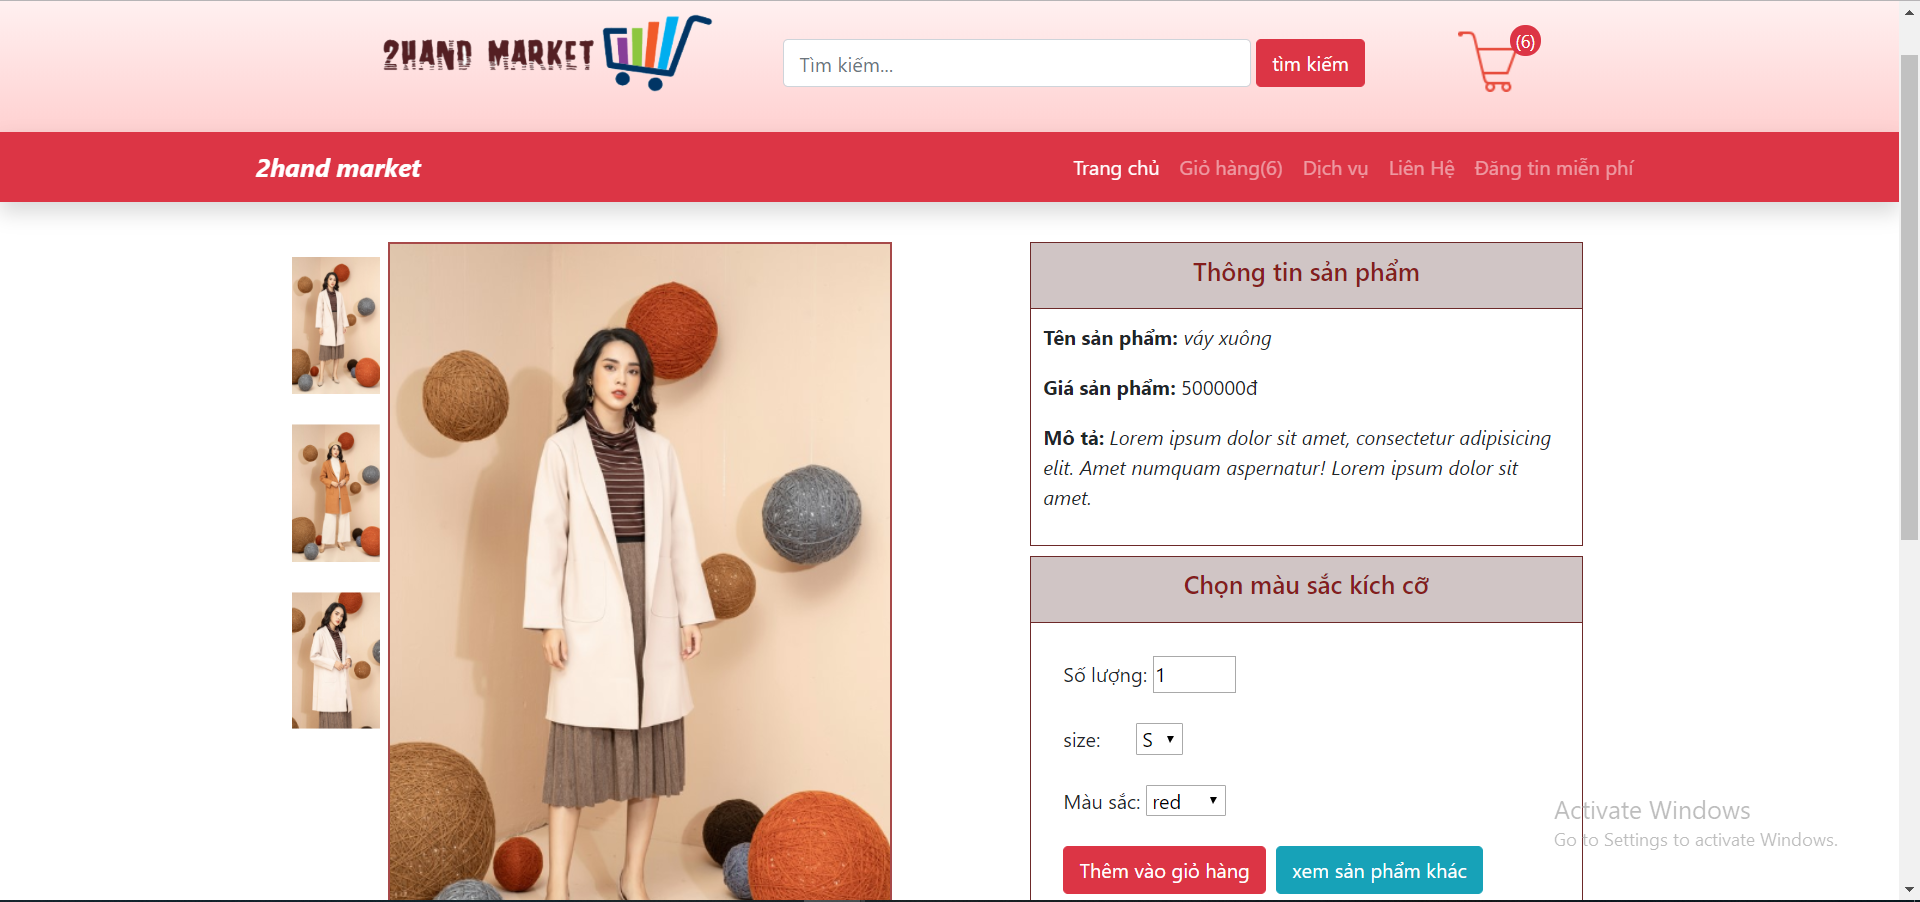 2HAND MARKET
Tìm kiếm...
tìm kiếm
(6)
2hand market
Trang chủ Giỏ hàng(6) Dịch vụ Liên Hệ Đăng tin miễn phí
Thông tin sản phẩm
Tên sản phẩm: váy xuông
Giá sản phẩm: 500000đ
Mô tả: Lorem ipsum dolor sit amet, consectetur adipisicing
elit. Amet numquam aspernatur! Lorem ipsum dolor sit
amet.
Chọn màu sắc kích cỡ
Số lượng: 1
size: S
Màu sắc: red
Thêm vào giỏ hàng
xem sản phẩm khác
Activate Windows
Go to Settings to activate Windows.